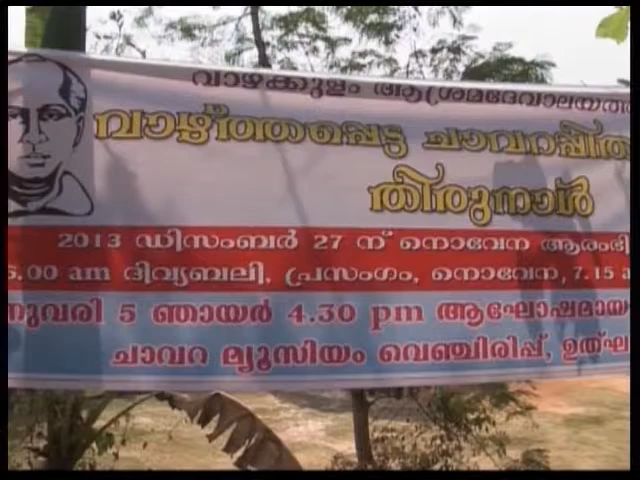 വാഴക്കുളം ആശ്രമദേവാലയത്ത
വാഴ്ത്തപ്പെട്ട ചാവറപ്പിത
തിരുനാൾ
2013 ഡിസംബർ 27 ന് നൊവേന ആരംഭി
6.00 am ദിവ്യബലി, പ്രസംഗം, നൊവേന, 7.15 a
നുവരി 5 ഞായർ 4.30 pm ആഘോഷമായ
ചാവറ മ്യൂസിയം വെഞ്ചിരിപ്പ്, ഉത്ഘ